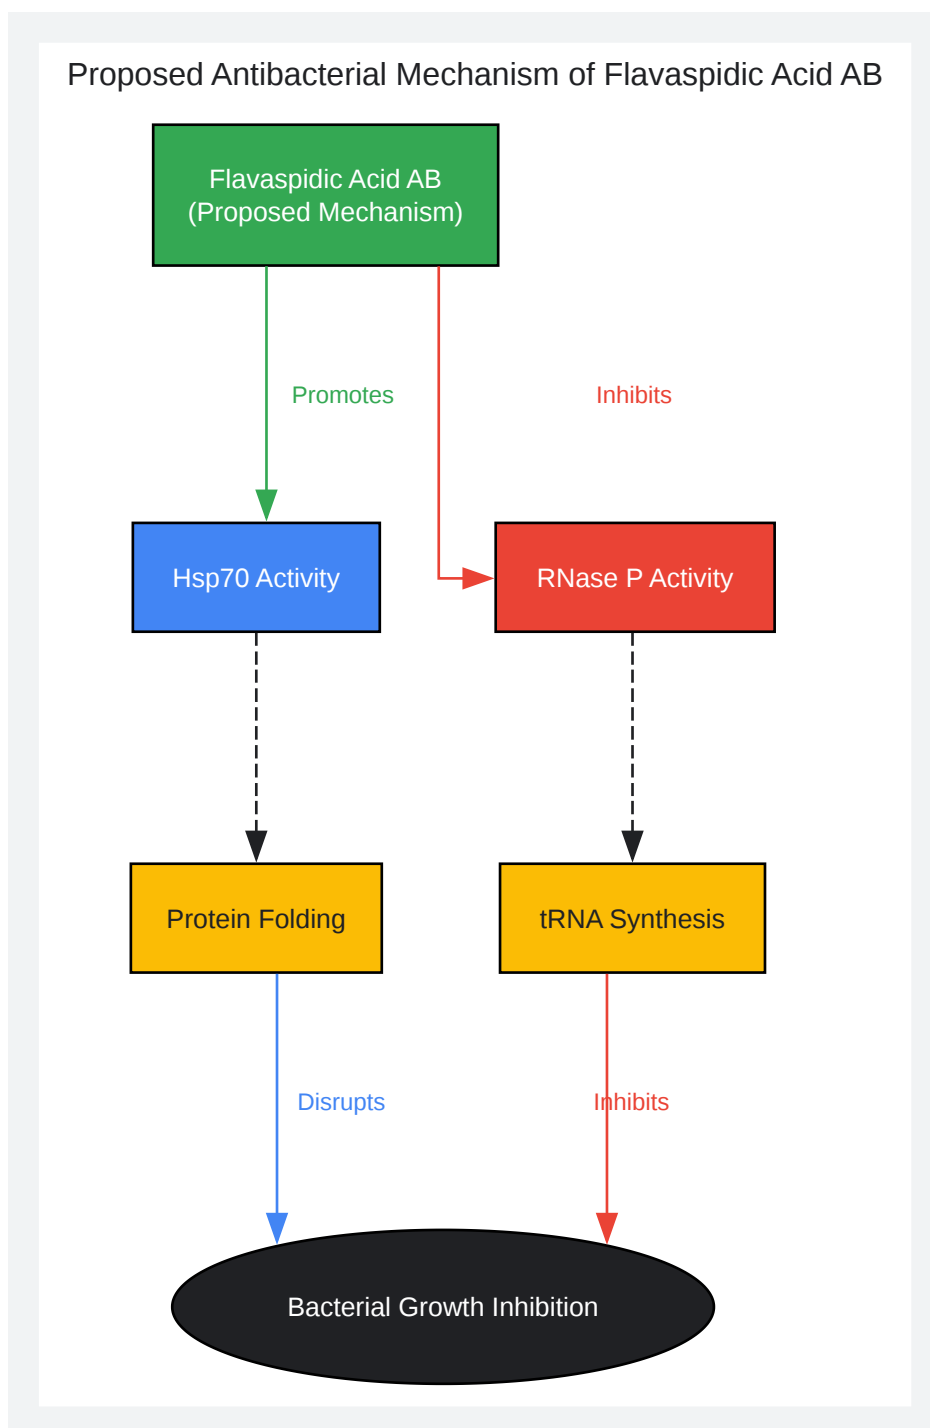 Proposed Antibacterial Mechanism of Flavaspidic Acid AB
Flavaspidic Acid AB
(Proposed Mechanism)
Promotes
Inhibits
Hsp70 Activity
RNase P Activity
Protein Folding
tRNA Synthesis
Disrupts
Inhibits
Bacterial Growth Inhibition